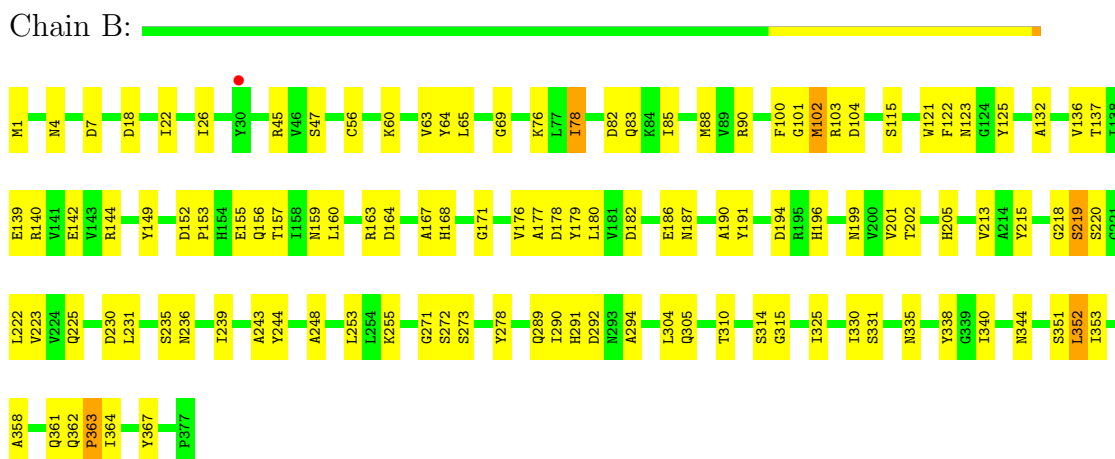 Chain B:
M1 N4 D7 D18 I22 I26 Y30 R45 V46 S47 C56 K60 V63 Y64 L65 G69 K76 L77 I78 D82 Q83 K84 I85 M88 V89 R90 F100 G101 M102 R103 D104 S115 W121 F122 N123 G124 Y125 A132 V136 T137 I138
E139 R140 V141 E142 V143 R144 Y149 D152 P153 H154 E155 Q156 T157 I158 N159 L160 R163 D164 A167 H168 G171 V176 A177 D178 Y179 L180 V181 D182 E186 N187 A190 Y191 D194 R195 H196 N199 V200 V201 T202 H205 V213 A214 Y215 G218 S219 S220 G221
L222 V223 V224 Q225 D230 L231 S235 N236 I239 A243 Y244 A248 L253 L254 K255 G271 S272 S273 Y278 Q289 I290 H291 D292 N293 A294 L304 Q305 T310 S314 G315 I325 I330 S331 N335 Y338 G339 I340 N344 S351 L352 I353
A358 Q361 Q362 P363 I364 Y367 P377